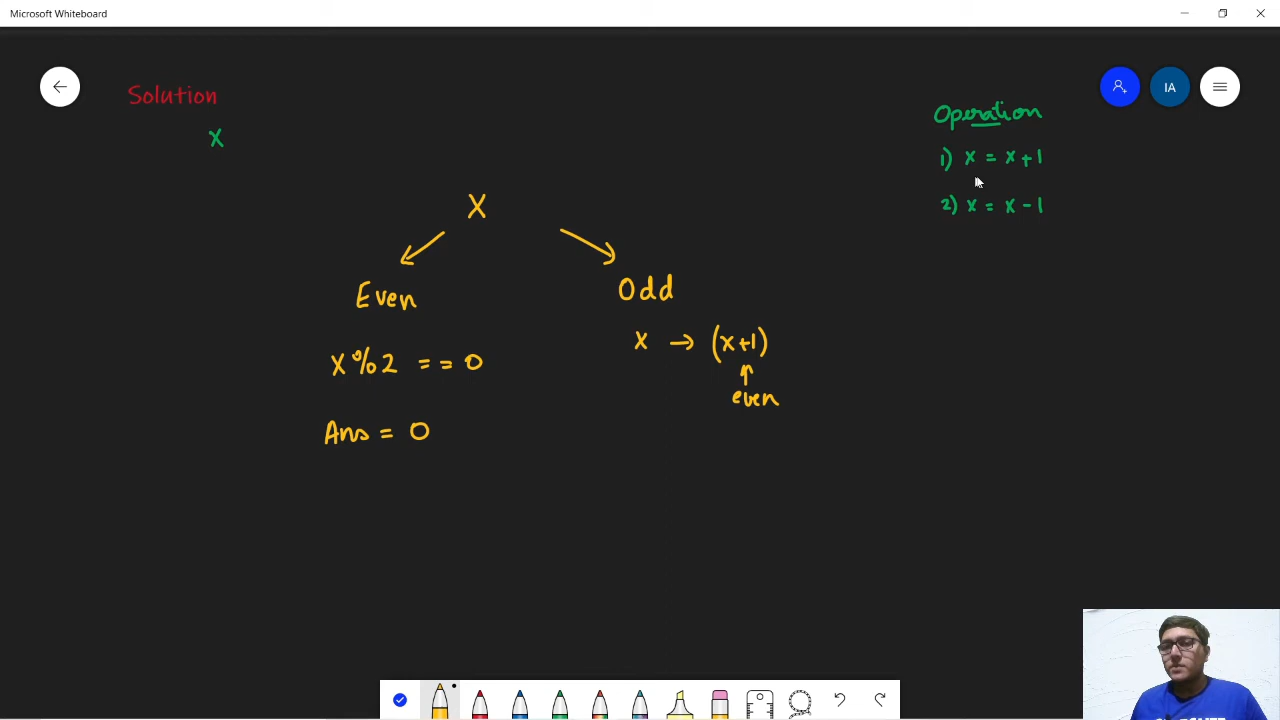 Microsoft Whiteboard
Solution
X
Operation
1) x = x + 1
2) x = x - 1
X
Even
Odd
X%2 == 0
x → (x+1)
↑
even
Ans = 0
IA